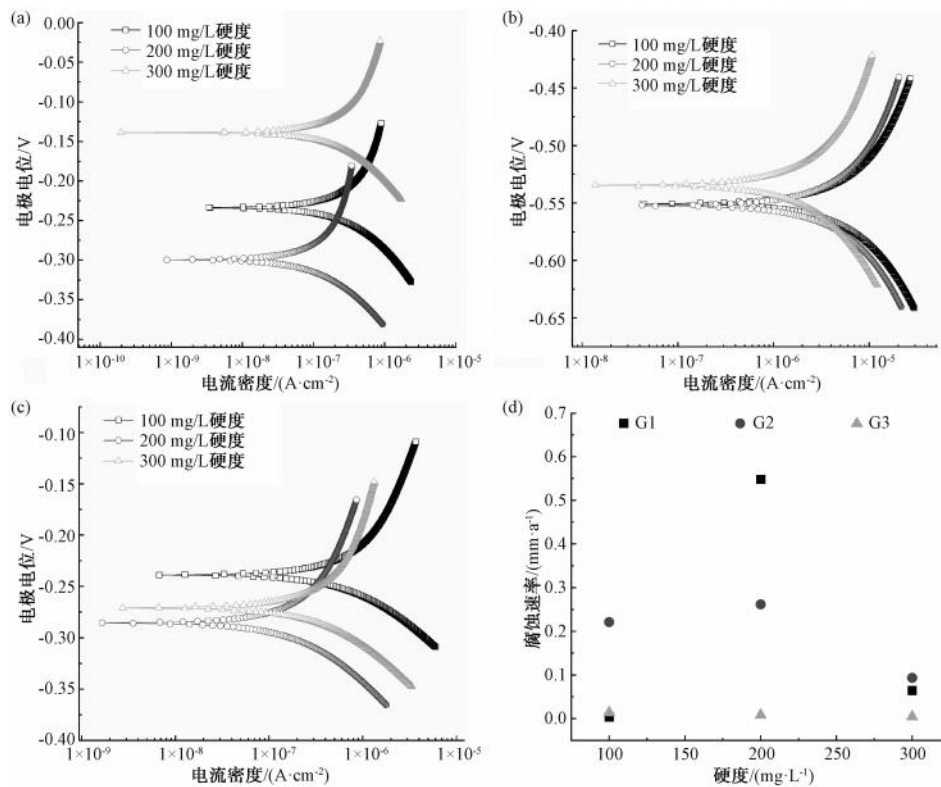 (a)
0.00
-0.05
-0.10
-0.15
-0.20
-0.25
-0.30
-0.35
-0.40
电极电位/V
100 mg/L硬度
200 mg/L硬度
300 mg/L硬度
1×10⁻¹⁰ 1×10⁻⁹ 1×10⁻⁸ 1×10⁻⁷ 1×10⁻⁶ 1×10⁻⁵
电流密度/(A·cm⁻²)
(b)
-0.40
-0.45
-0.50
-0.55
-0.60
-0.65
电极电位/V
100 mg/L硬度
200 mg/L硬度
300 mg/L硬度
1×10⁻⁸ 1×10⁻⁷ 1×10⁻⁶ 1×10⁻⁵
电流密度/(A·cm⁻²)
(c)
-0.10
-0.15
-0.20
-0.25
-0.30
-0.35
-0.40
电极电位/V
100 mg/L硬度
200 mg/L硬度
300 mg/L硬度
1×10⁻⁹ 1×10⁻⁸ 1×10⁻⁷ 1×10⁻⁶ 1×10⁻⁵
电流密度/(A·cm⁻²)
(d)
0.7
0.6
0.5
0.4
0.3
0.2
0.1
0.0
腐蚀速率/(mm·a⁻¹)
G1 G2 G3
100 150 200 250 300
硬度/(mg·L⁻¹)